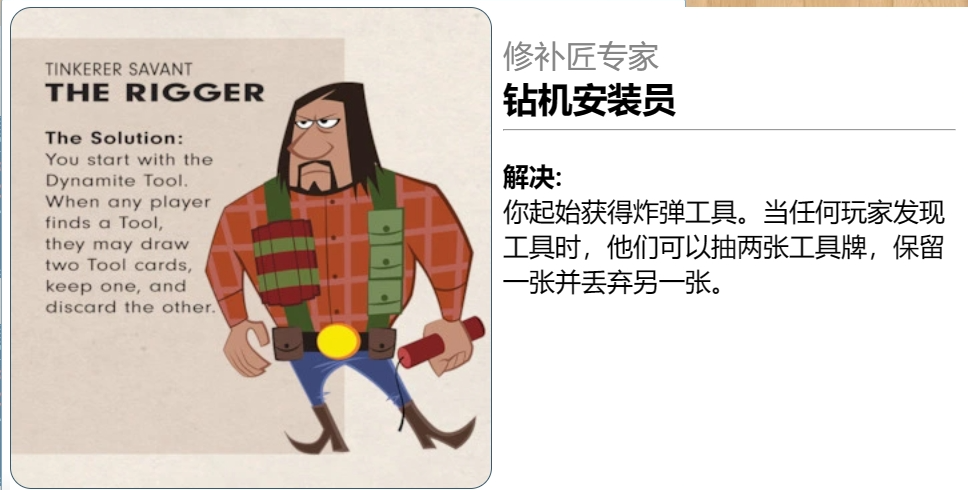 TINKERER SAVANT
THE RIGGER
The Solution:
You start with the
Dynamite Tool.
When any player
finds a Tool,
they may draw
two Tool cards,
keep one, and
discard the other.
修补匠专家
钻机安装员
解决:
你起始获得炸弹工具。当任何玩家发现
工具时，他们可以抽两张工具牌，保留
一张并丢弃另一张。